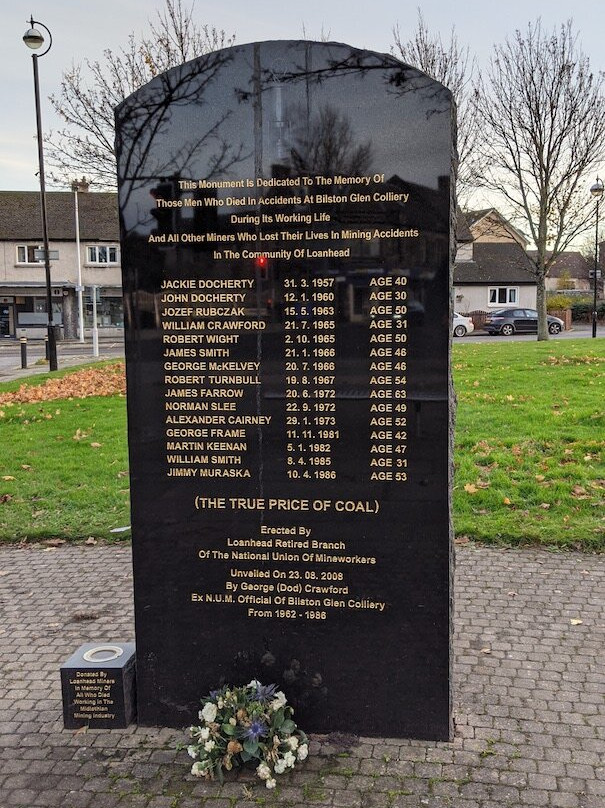 This Monument Is Dedicated To The Memory Of
Those Men Who Died In Accidents At Bilston Glen Colliery
During Its Working Life
And All Other Miners Who Lost Their Lives In Mining Accidents
In The Community Of Loanhead
JACKIE DOCHERTY 31. 3. 1957 AGE 40
JOHN DOCHERTY 12. 1. 1960 AGE 30
JOZEF RUBCZAK 15. 5. 1963 AGE 50
WILLIAM CRAWFORD 21. 7. 1965 AGE 31
ROBERT WIGHT 2. 10. 1965 AGE 50
JAMES SMITH 21. 1. 1966 AGE 46
GEORGE McKELVEY 20. 7. 1966 AGE 46
ROBERT TURNBULL 19. 8. 1967 AGE 54
JAMES FARROW 20. 6. 1972 AGE 63
NORMAN SLEE 22. 9. 1972 AGE 49
ALEXANDER CAIRNEY 29. 1. 1973 AGE 52
GEORGE FRAME 11. 11. 1981 AGE 42
MARTIN KEENAN 5. 1. 1982 AGE 47
WILLIAM SMITH 8. 4. 1985 AGE 31
JIMMY MURASKA 10. 4. 1986 AGE 53
(THE TRUE PRICE OF COAL)
Erected By
Loanhead Retired Branch
Of The National Union Of Mineworkers
Unveiled On 23. 08. 2008
By George (Dod) Crawford
Ex N.U.M. Official Of Bilston Glen Colliery
From 1962 - 1986
Donated By
Loanhead Miners
In Memory Of
All Who Died
Working In The
Midlothian
Mining Industry